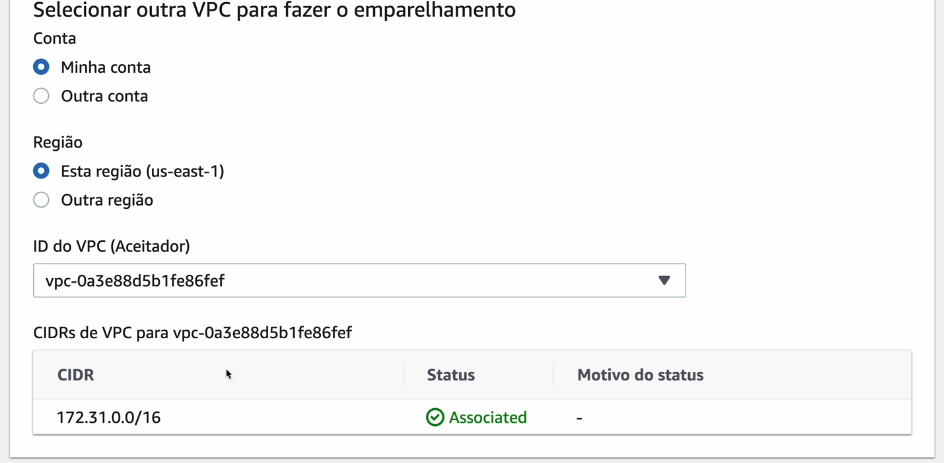 Selecionar outra VPC para fazer o emparelhamento
Conta
Minha conta
Outra conta
Região
Esta região (us-east-1)
Outra região
ID do VPC (Aceitador)
vpc-0a3e88d5b1fe86fef
CIDRs de VPC para vpc-0a3e88d5b1fe86fef
CIDR Status Motivo do status
172.31.0.0/16 Associated -